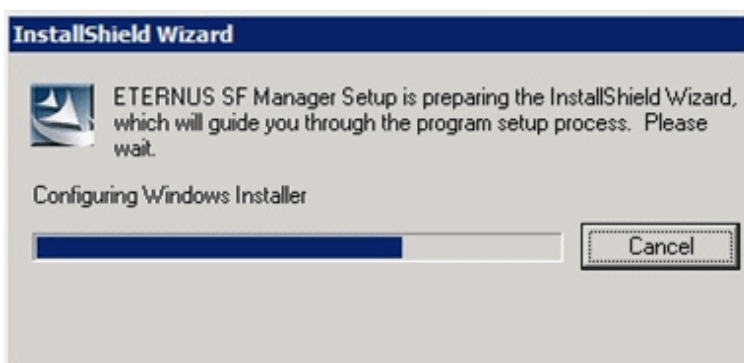 InstallShield Wizard
ETERNUS SF Manager Setup is preparing the InstallShield Wizard,
which will guide you through the program setup process. Please
wait.
Configuring Windows Installer
Cancel